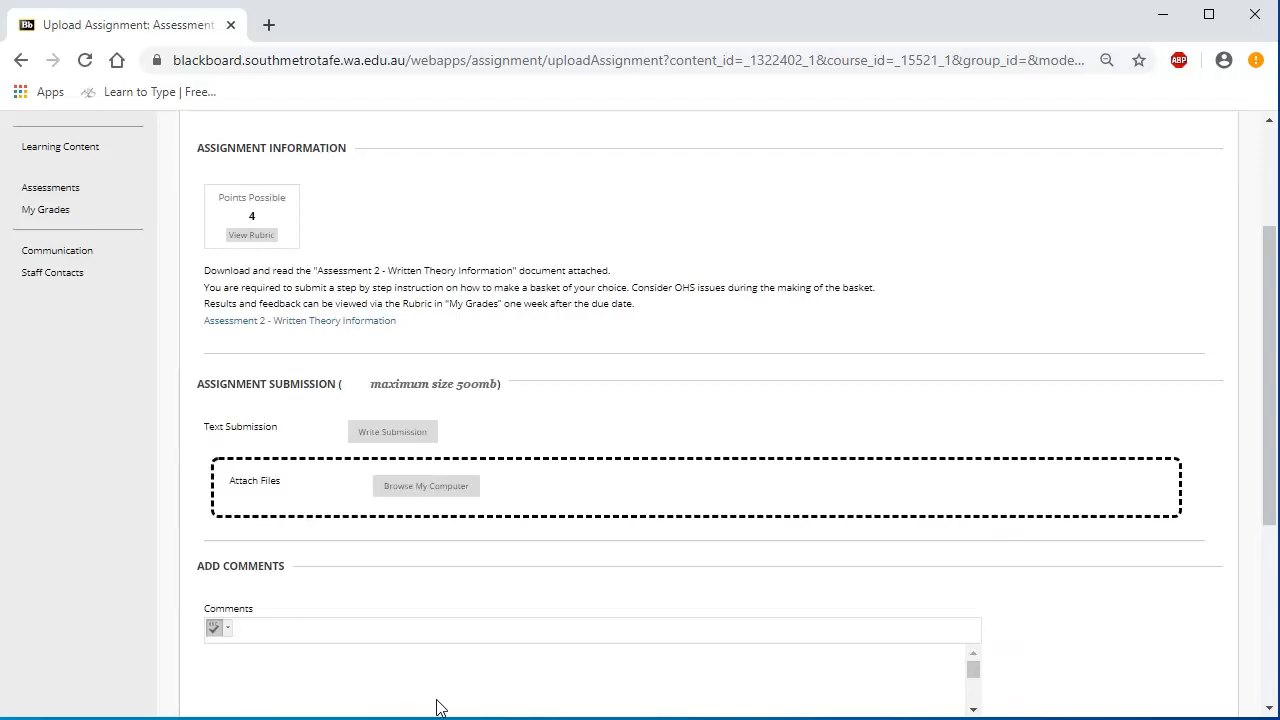 Bb Upload Assignment: Assessment
blackboard.southmetrotafe.wa.edu.au/webapps/assignment/uploadAssignment?content_id=_1322402_1&course_id=_15521_1&group_id=&mode...
ABP
Apps Learn to Type | Free...
Learning Content
Assessments
My Grades
Communication
Staff Contacts
ASSIGNMENT INFORMATION
Points Possible
4
View Rubric
Download and read the "Assessment 2 - Written Theory Information" document attached.
You are required to submit a step by step instruction on how to make a basket of your choice. Consider OHS issues during the making of the basket.
Results and feedback can be viewed via the Rubric in "My Grades" one week after the due date.
Assessment 2 - Written Theory Information
ASSIGNMENT SUBMISSION ( maximum size 500mb)
Text Submission Write Submission
Attach Files Browse My Computer
ADD COMMENTS
Comments